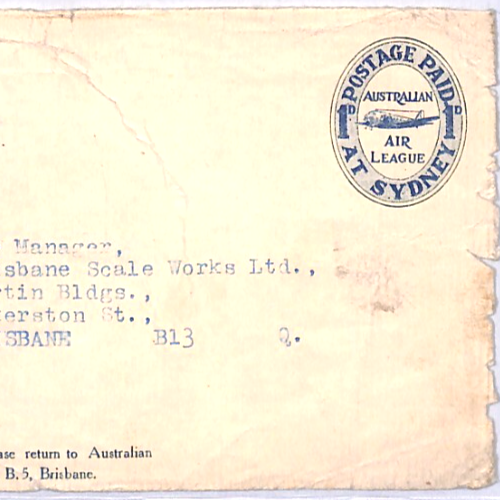 POSTAGE PAID
1D AUSTRALIAN 1D
AIR
LEAGUE
AT SYDNEY
Manager,
sbane Scale Works Ltd.,
rtin Bldgs.,
erston St.,
SBANE B13 Q.
ase return to Australian
B.5, Brisbane.